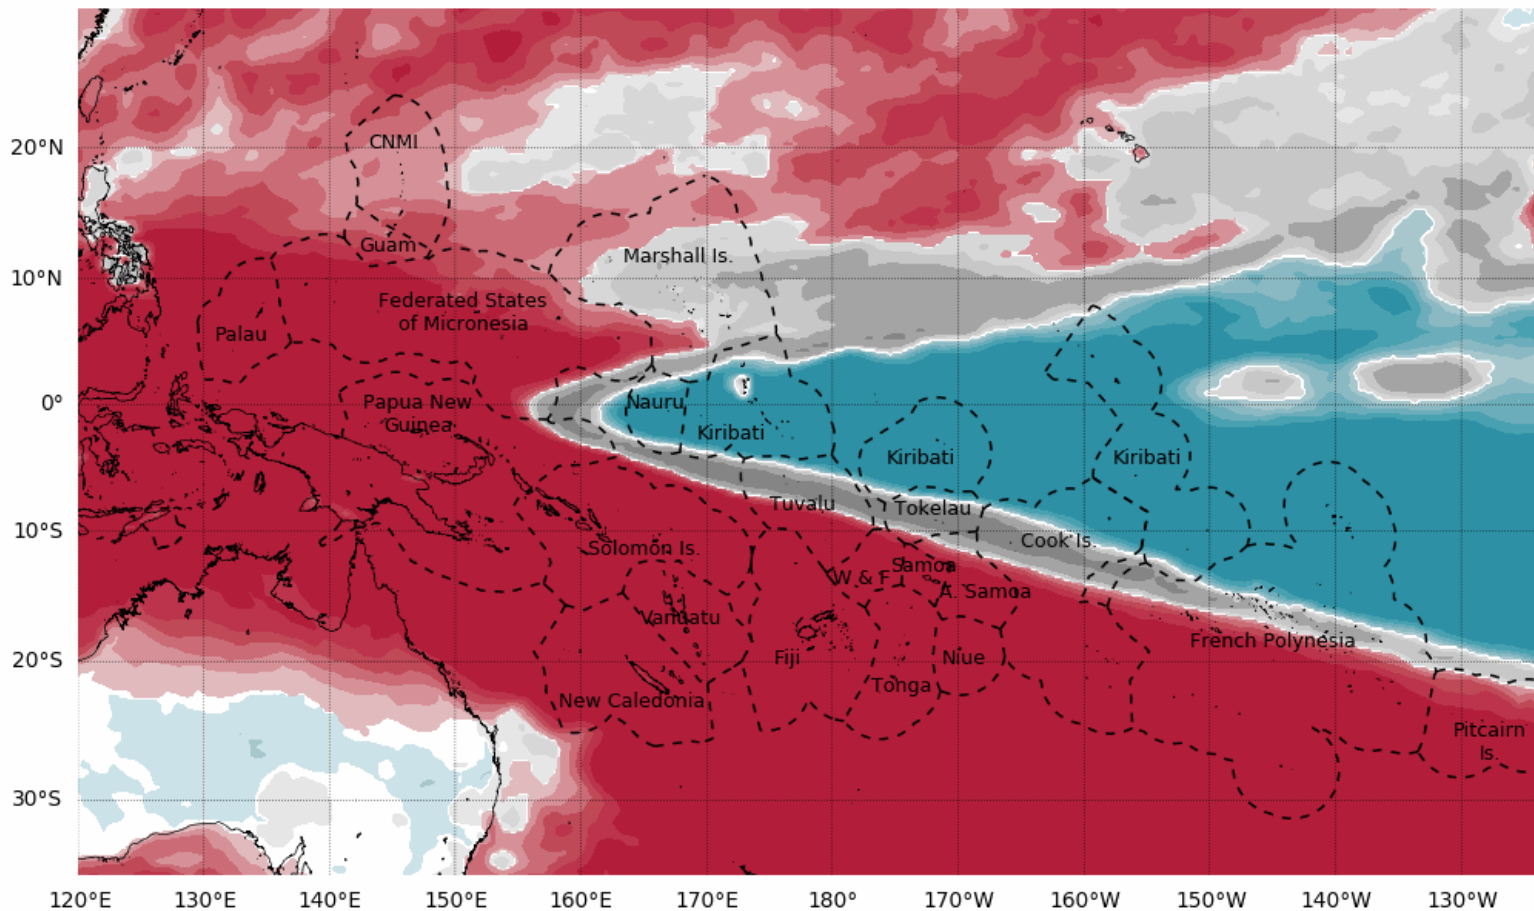 20°N
CNMI
Guam
Marshall Is.
10°N
Federated States
of Micronesia
Palau
0°
Papua New
Guinea
Nauru
Kiribati
Kiribati
Kiribati
Tuvalu
Tokelau
10°S
Solomon Is.
Cook Is.
W & F
Samoa
A. Samoa
Vanuatu
French Polynesia
20°S
Fiji
Niue
Tonga
New Caledonia
Pitcairn
Is.
30°S
120°E 130°E 140°E 150°E 160°E 170°E 180° 170°W 160°W 150°W 140°W 130°W